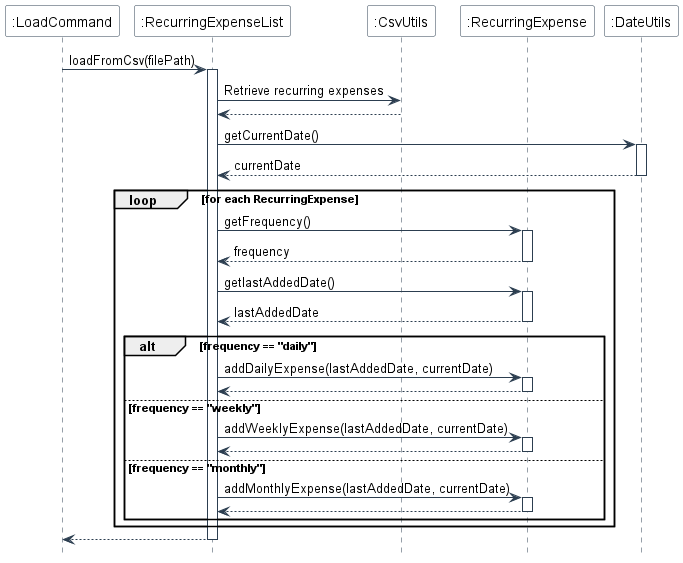 :LoadCommand :RecurringExpenseList :CsvUtils :RecurringExpense :DateUtils
loadFromCsv(filePath)
Retrieve recurring expenses
getCurrentDate()
currentDate
loop [for each RecurringExpense]
getFrequency()
frequency
getlastAddedDate()
lastAddedDate
alt [frequency == "daily"]
addDailyExpense(lastAddedDate, currentDate)
[frequency == "weekly"]
addWeeklyExpense(lastAddedDate, currentDate)
[frequency == "monthly"]
addMonthlyExpense(lastAddedDate, currentDate)